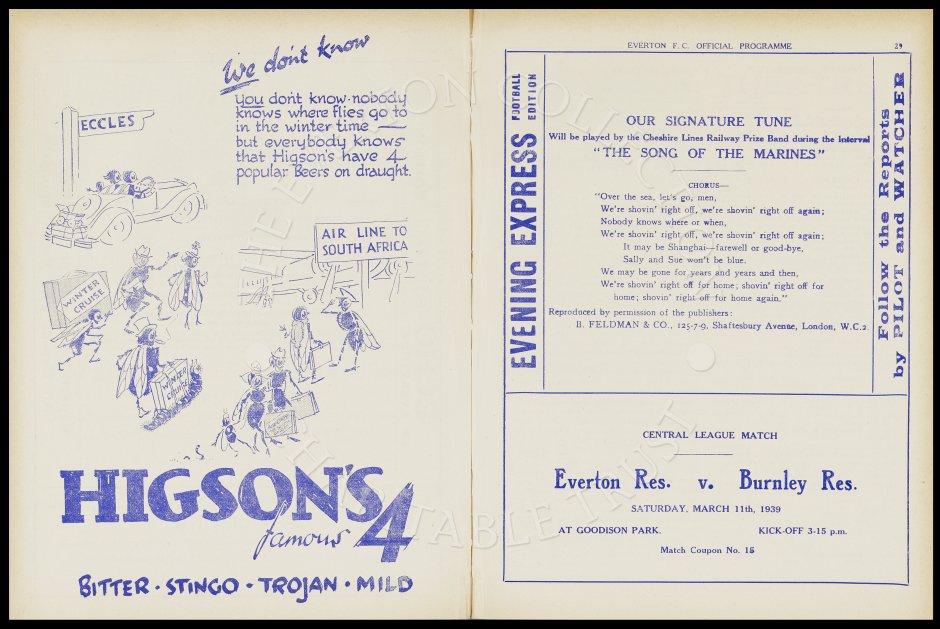 We don't know
you don't know·nobody
knows where flies go to
in the winter time —
but everybody knows
that Higson's have 4
popular Beers on draught.
ECCLES
AIR LINE TO
SOUTH AFRICA
WINTER
CRUISE
WINTER
CRUISE
HIGSON'S
famous 4
BITTER · STINGO · TROJAN · MILD
EVERTON F.C. OFFICIAL PROGRAMME 29
EVENING EXPRESS FOOTBALL EDITION
OUR SIGNATURE TUNE
Will be played by the Cheshire Lines Railway Prize Band during the Interval
"THE SONG OF THE MARINES"
CHORUS—
"Over the sea, let's go, men,
We're shovin' right off, we're shovin' right off again;
Nobody knows where or when,
We're shovin' right off, we're shovin' right off again;
It may be Shanghai—farewell or good-bye,
Sally and Sue won't be blue.
We may be gone for years and years and then,
We're shovin' right off for home; shovin' right off for
home; shovin' right off for home again."
Reproduced by permission of the publishers:
B. FELDMAN & CO., 125-7-9, Shaftesbury Avenue, London, W.C.2.
Follow the Reports
by PILOT and WATCHER
CENTRAL LEAGUE MATCH
Everton Res. v. Burnley Res.
SATURDAY, MARCH 11th, 1939
AT GOODISON PARK. KICK-OFF 3-15 p.m.
Match Coupon No. 15